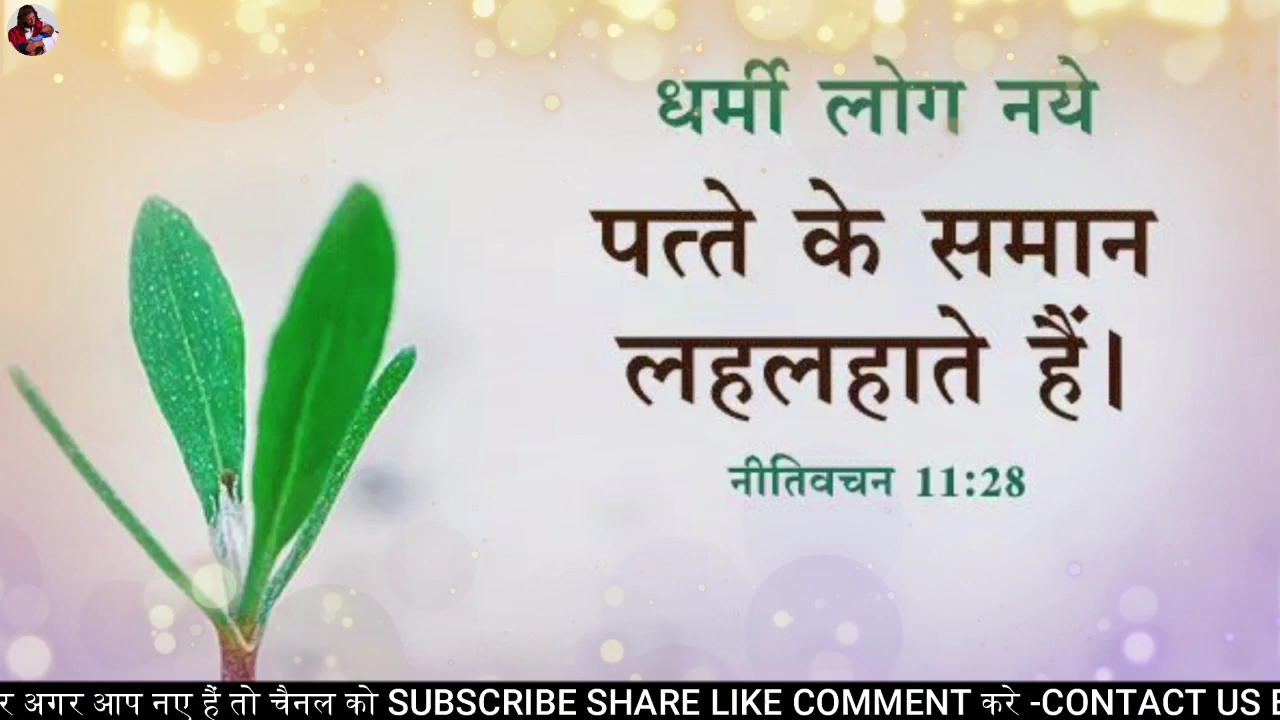 धर्मी लोग नये
पत्ते के समान
लहलहाते हैं।
नीतिवचन 11:28
अगर आप नए हैं तो चैनल को SUBSCRIBE SHARE LIKE COMMENT करे -CONTACT US